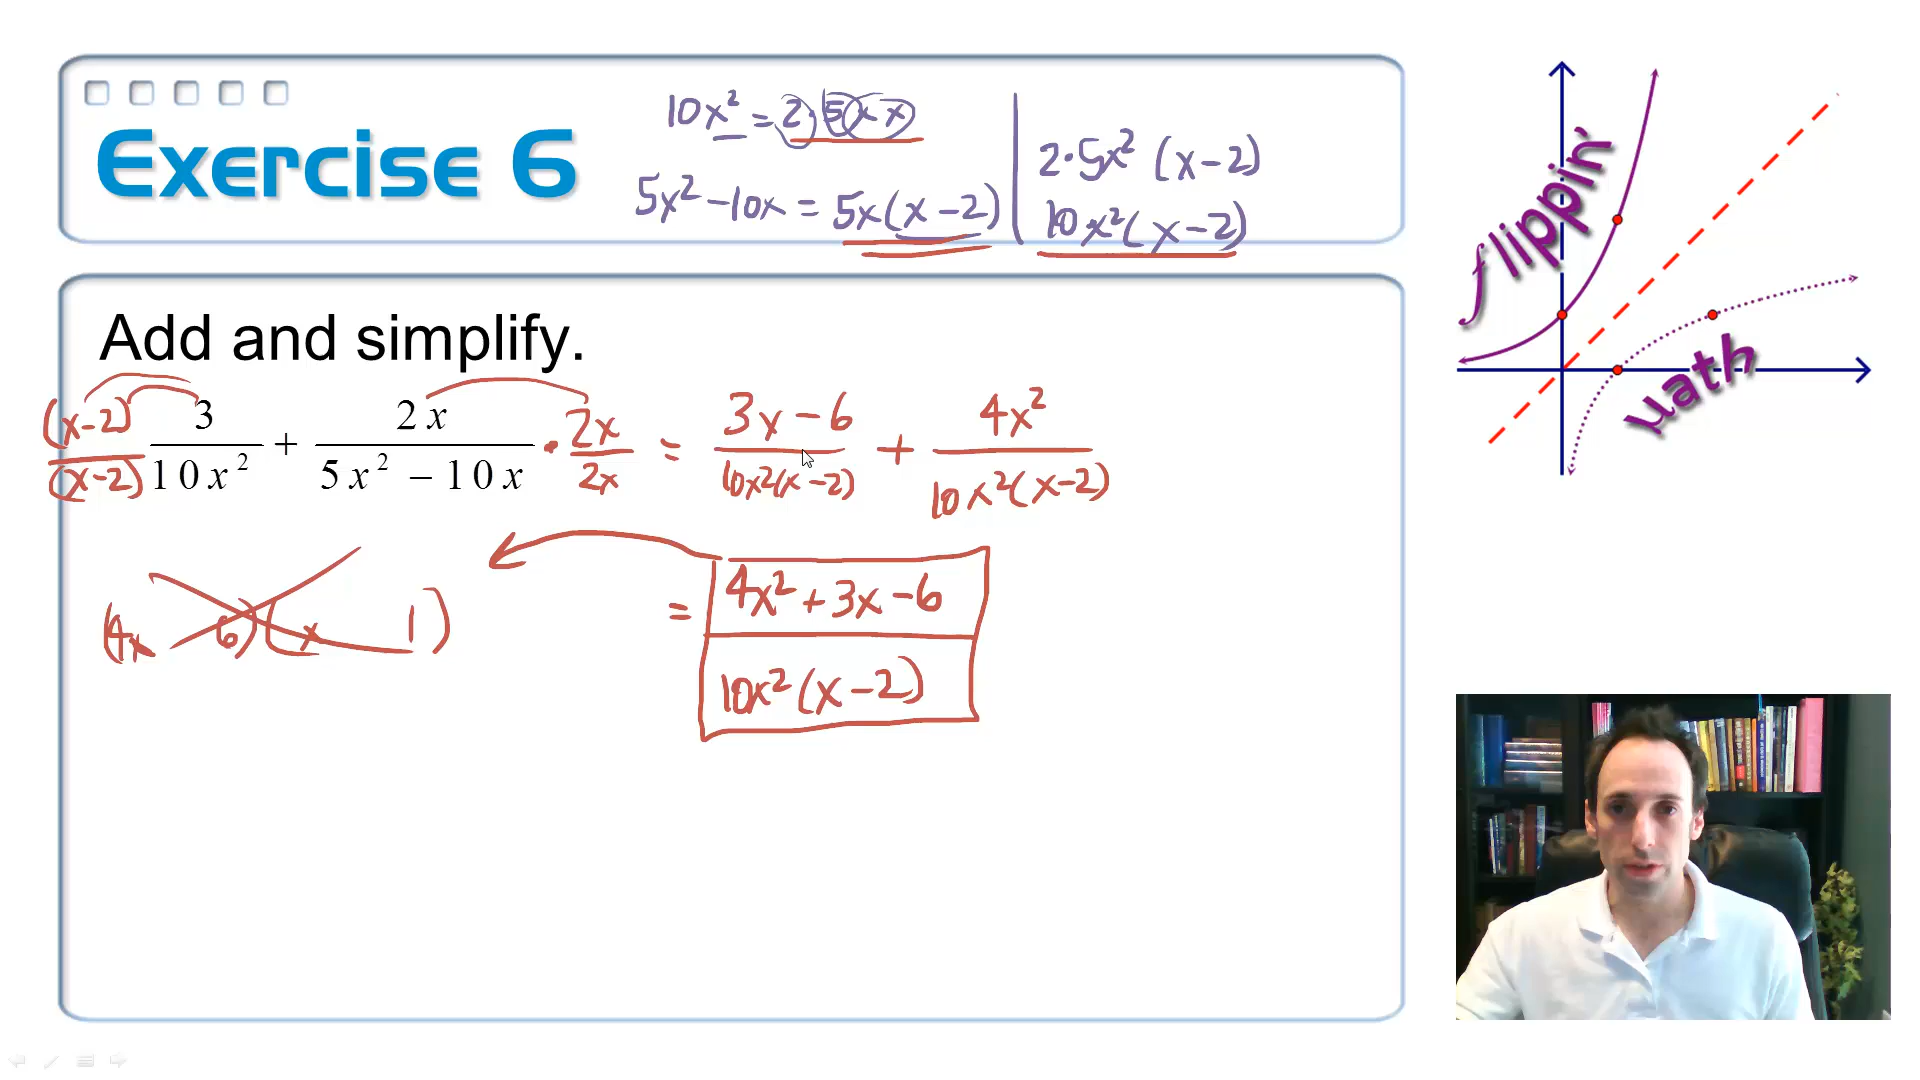 Exercise 6
10x² = 2·5·x x
5x² - 10x = 5x(x - 2)
2·5x² (x - 2)
10x²(x - 2)
flippin'
math
Add and simplify.
(x-2)/(x-2) 3/10x² + 2x/(5x² - 10x) · 2x/2x = (3x - 6)/(10x²(x - 2)) + 4x²/(10x²(x - 2))
(4x 6)(x 1)
= (4x² + 3x - 6)/(10x²(x - 2))